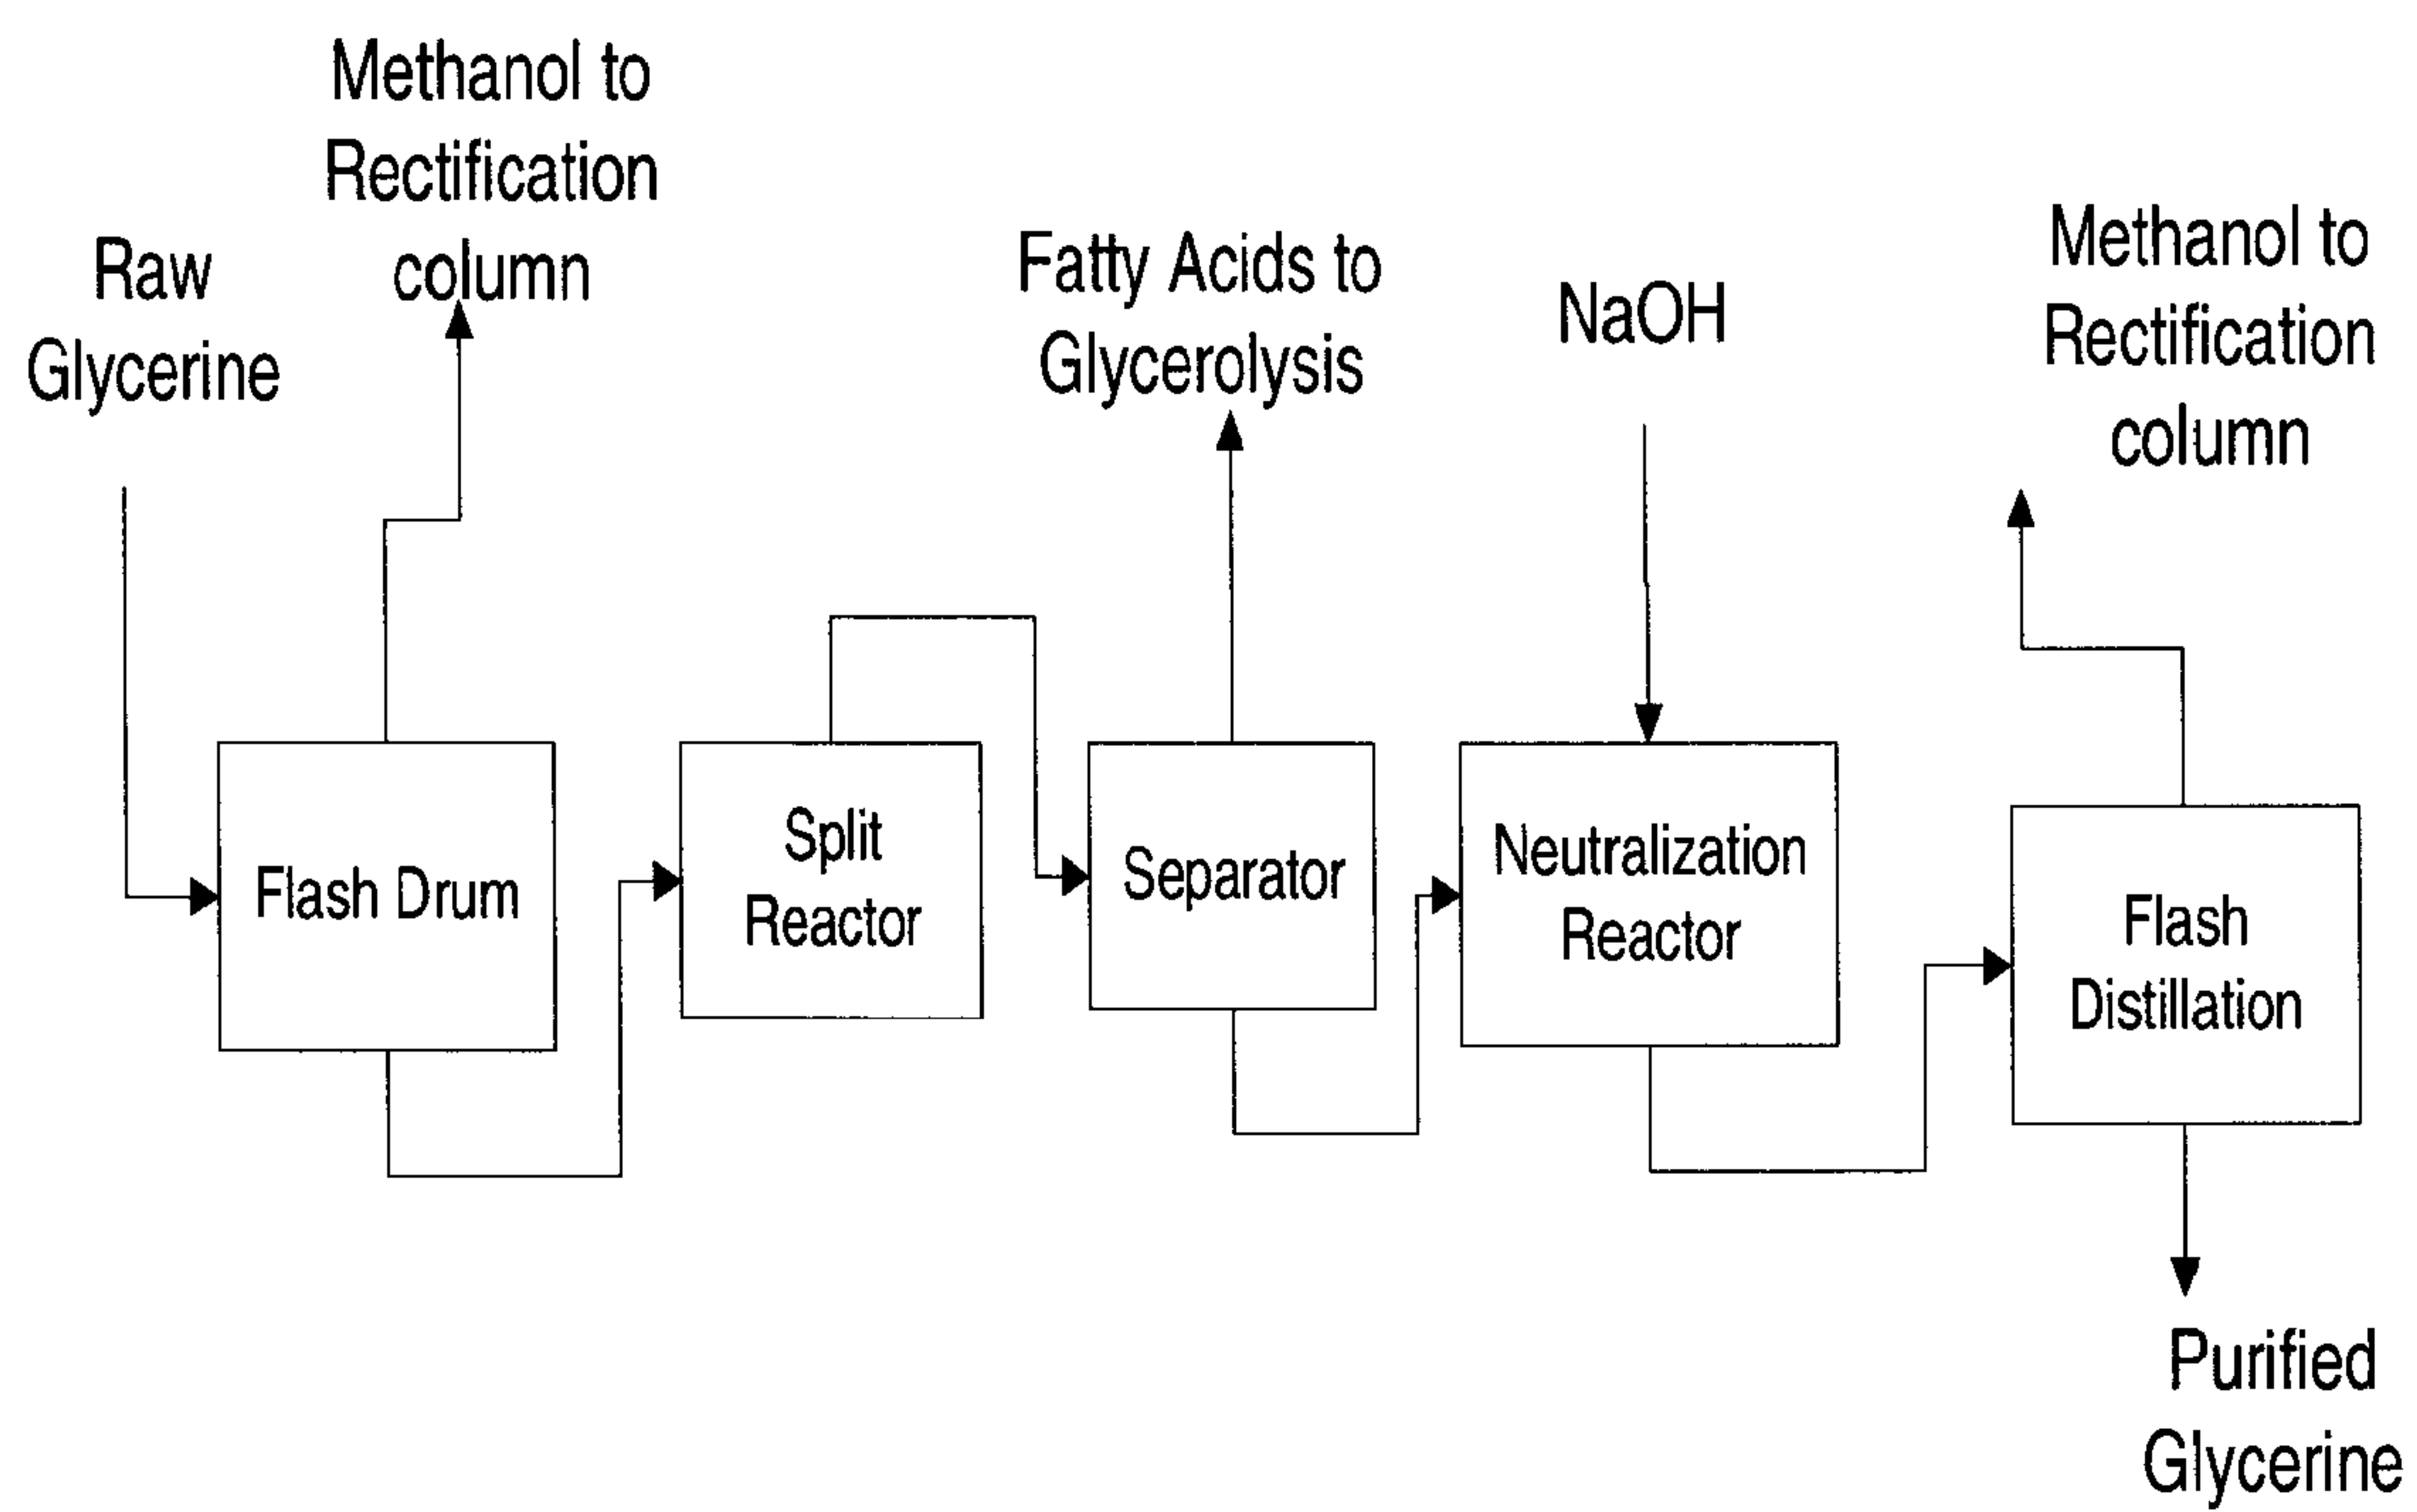 Raw
Glycerine
Methanol to
Rectification
column
Fatty Acids to
Glycerolysis
NaOH
Methanol to
Rectification
column
Flash Drum
Split
Reactor
Separator
Neutralization
Reactor
Flash
Distillation
Purified
Glycerine